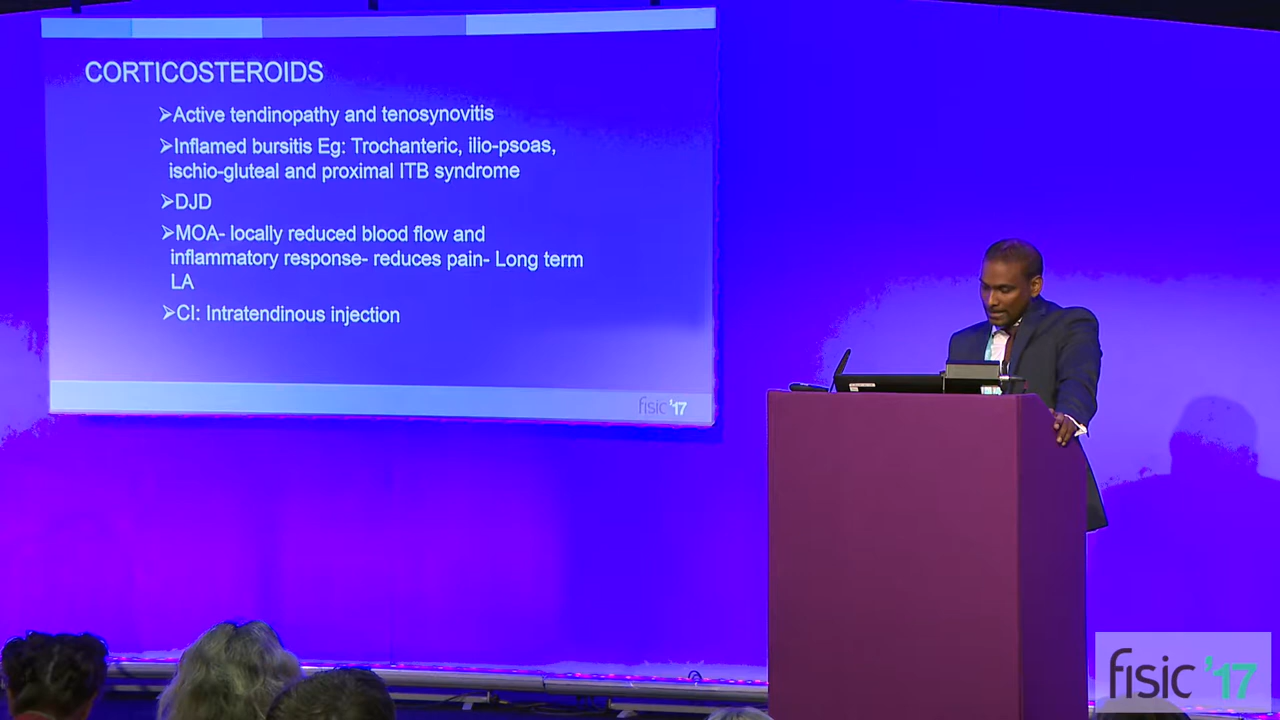 CORTICOSTEROIDS
➢Active tendinopathy and tenosynovitis
➢Inflamed bursitis Eg: Trochanteric, ilio-psoas,
ischio-gluteal and proximal ITB syndrome
➢DJD
➢MOA- locally reduced blood flow and
inflammatory response- reduces pain- Long term
LA
➢CI: Intratendinous injection
fisic '17
fisic '17